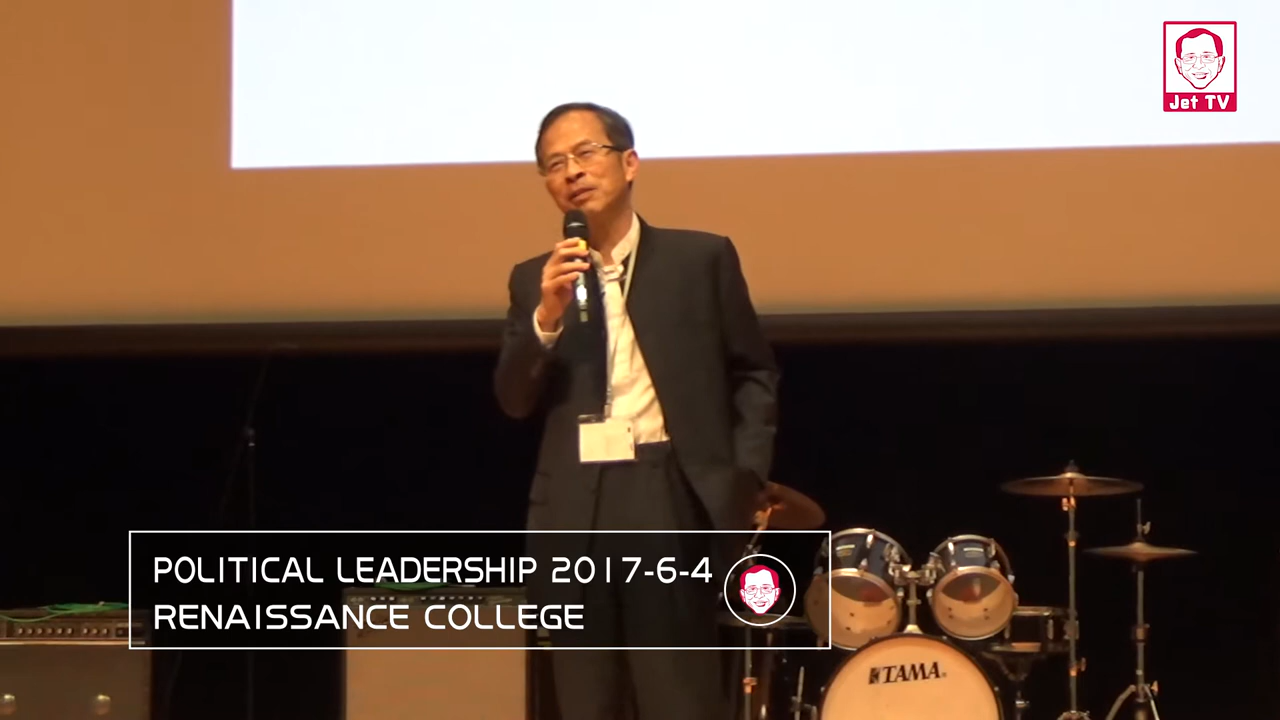 Jet TV
POLITICAL LEADERSHIP 2017-6-4
RENAISSANCE COLLEGE
TAMA